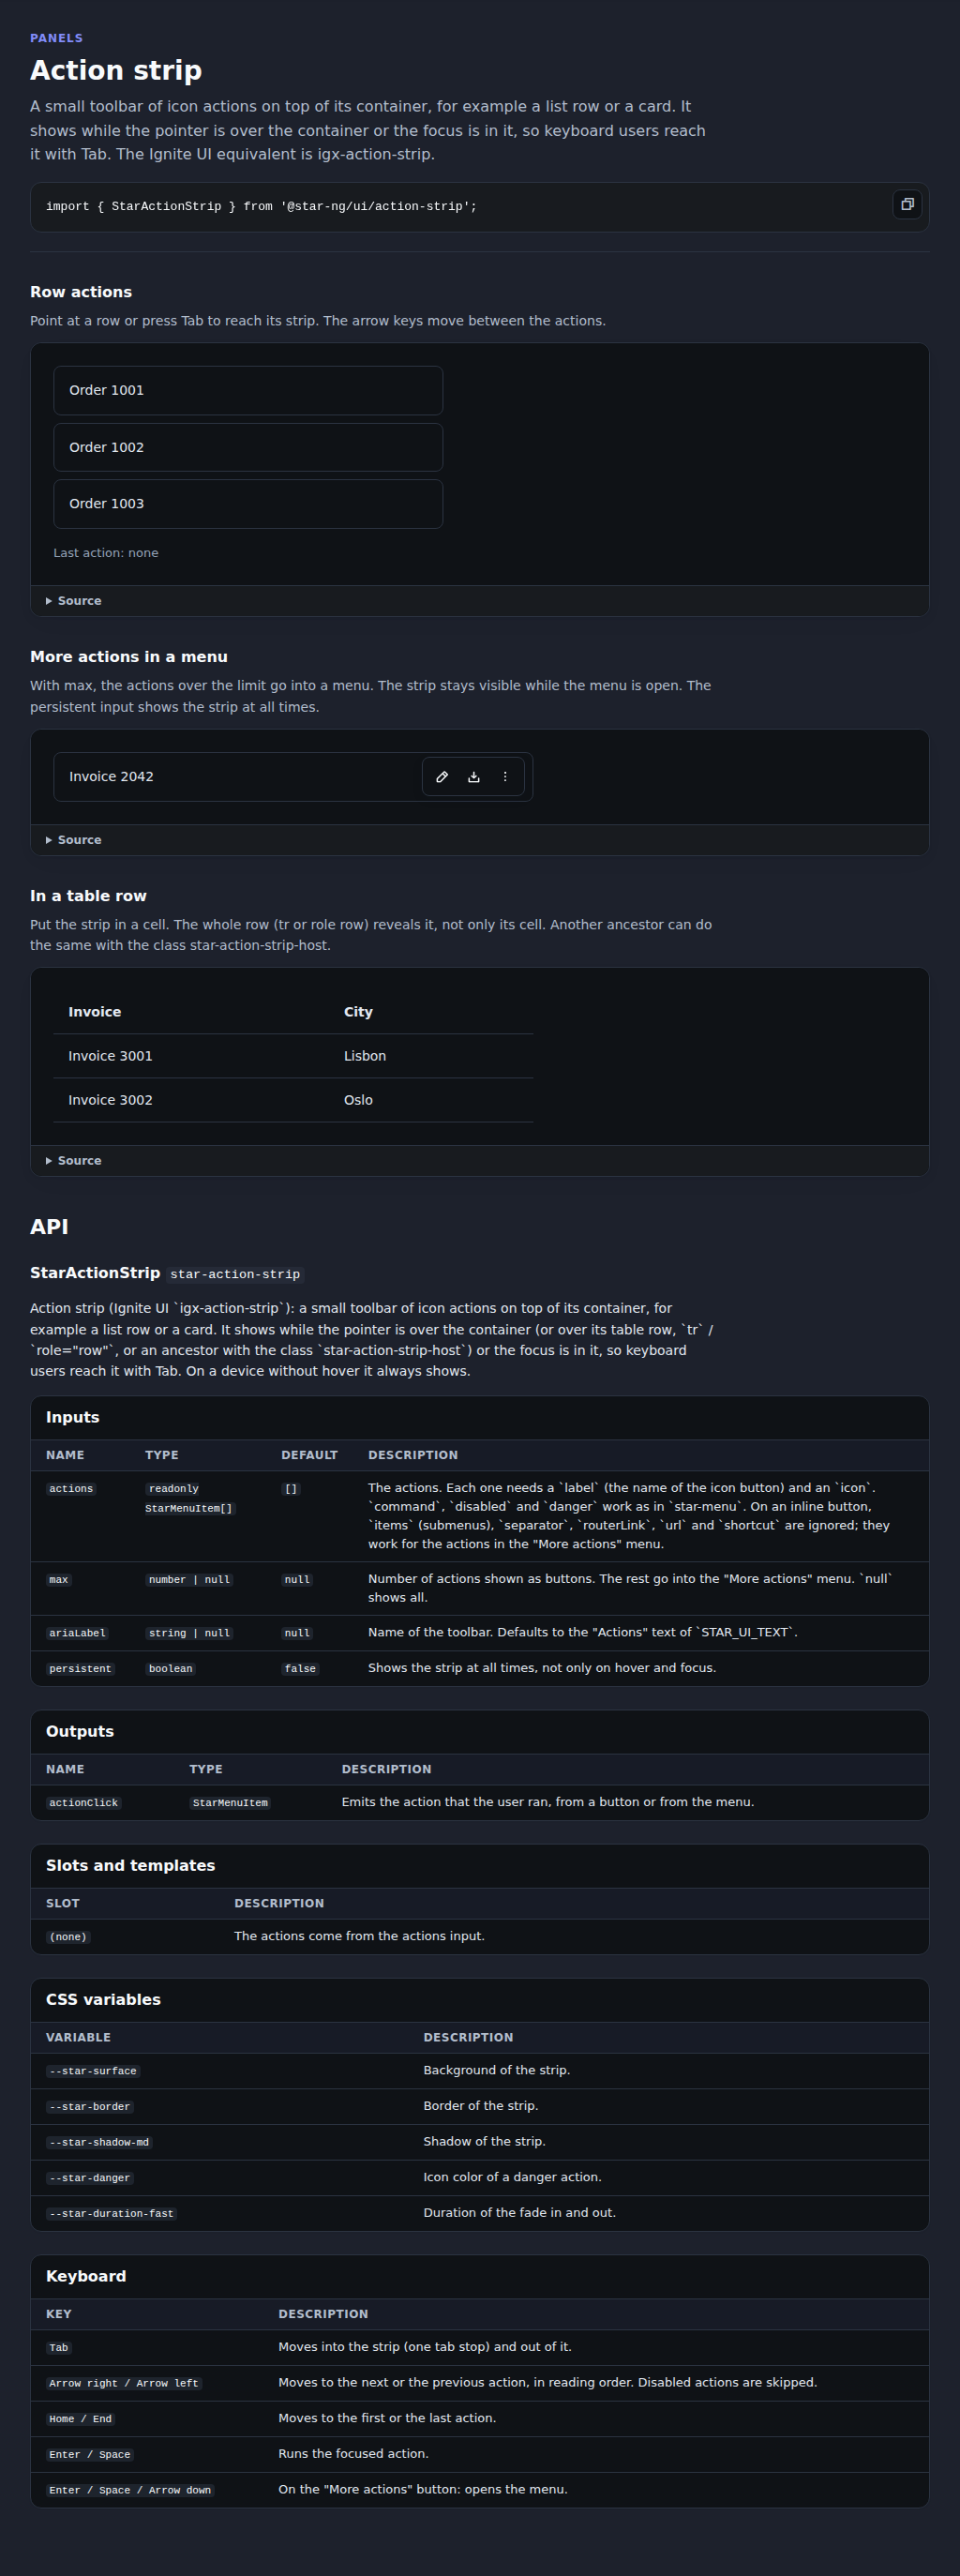 PANELS
Action strip
A small toolbar of icon actions on top of its container, for example a list row or a card. It
shows while the pointer is over the container or the focus is in it, so keyboard users reach
it with Tab. The Ignite UI equivalent is igx-action-strip.
import { StarActionStrip } from '@star-ng/ui/action-strip';
Row actions
Point at a row or press Tab to reach its strip. The arrow keys move between the actions.
Order 1001
Order 1002
Order 1003
Last action: none
Source
More actions in a menu
With max, the actions over the limit go into a menu. The strip stays visible while the menu is open. The
persistent input shows the strip at all times.
Invoice 2042
Source
In a table row
Put the strip in a cell. The whole row (tr or role row) reveals it, not only its cell. Another ancestor can do
the same with the class star-action-strip-host.
Invoice City
Invoice 3001 Lisbon
Invoice 3002 Oslo
Source
API
StarActionStrip star-action-strip
Action strip (Ignite UI `igx-action-strip`): a small toolbar of icon actions on top of its container, for
example a list row or a card. It shows while the pointer is over the container (or over its table row, `tr` /
`role="row"`, or an ancestor with the class `star-action-strip-host`) or the focus is in it, so keyboard
users reach it with Tab. On a device without hover it always shows.
Inputs
NAME TYPE DEFAULT DESCRIPTION
actions readonly StarMenuItem[] [] The actions. Each one needs a `label` (the name of the icon button) and an `icon`.
`command`, `disabled` and `danger` work as in `star-menu`. On an inline button,
`items` (submenus), `separator`, `routerLink`, `url` and `shortcut` are ignored; they
work for the actions in the "More actions" menu.
max number | null null Number of actions shown as buttons. The rest go into the "More actions" menu. `null`
shows all.
ariaLabel string | null null Name of the toolbar. Defaults to the "Actions" text of `STAR_UI_TEXT`.
persistent boolean false Shows the strip at all times, not only on hover and focus.
Outputs
NAME TYPE DESCRIPTION
actionClick StarMenuItem Emits the action that the user ran, from a button or from the menu.
Slots and templates
SLOT DESCRIPTION
(none) The actions come from the actions input.
CSS variables
VARIABLE DESCRIPTION
--star-surface Background of the strip.
--star-border Border of the strip.
--star-shadow-md Shadow of the strip.
--star-danger Icon color of a danger action.
--star-duration-fast Duration of the fade in and out.
Keyboard
KEY DESCRIPTION
Tab Moves into the strip (one tab stop) and out of it.
Arrow right / Arrow left Moves to the next or the previous action, in reading order. Disabled actions are skipped.
Home / End Moves to the first or the last action.
Enter / Space Runs the focused action.
Enter / Space / Arrow down On the "More actions" button: opens the menu.